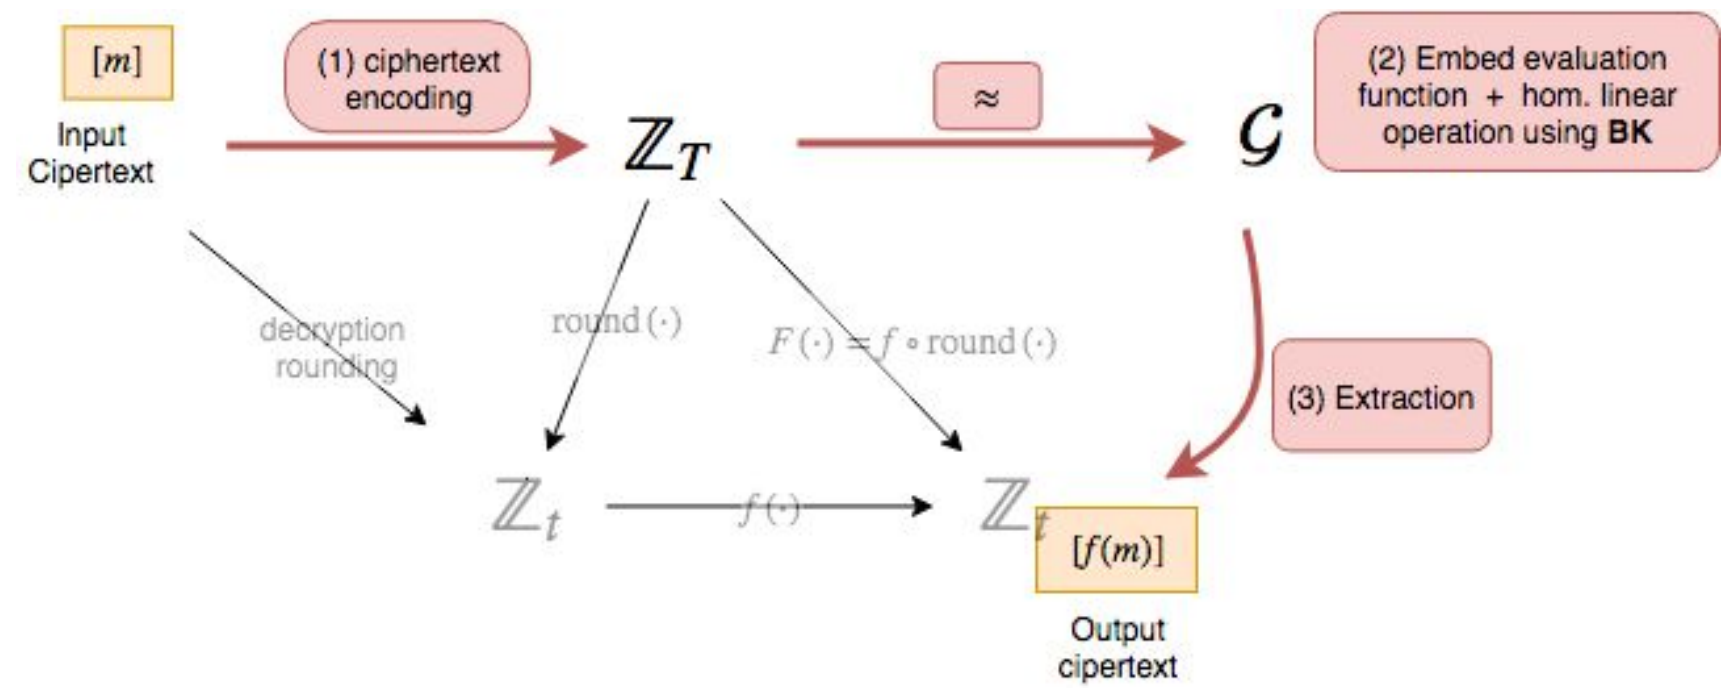 [m]
Input
Cipertext
(1) ciphertext
encoding
ℤ_T
≈
𝒢
(2) Embed evaluation
function + hom. linear
operation using BK
decryption
rounding
round (·)
F (·) = f ∘ round (·)
(3) Extraction
ℤ_t
f (·)
ℤ_t
[f(m)]
Output
cipertext